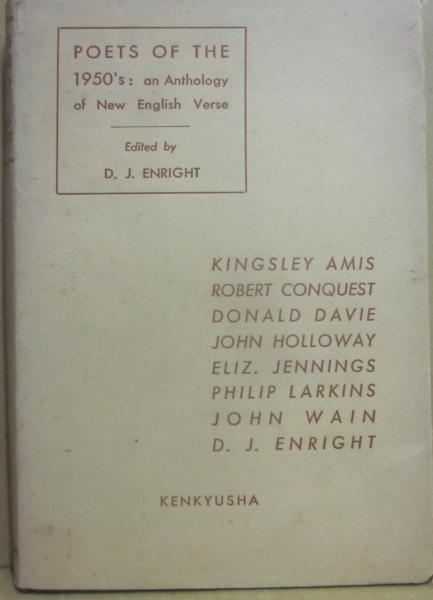 POETS OF THE
1950's: an Anthology
of New English Verse
Edited by
D. J. ENRIGHT
KINGSLEY AMIS
ROBERT CONQUEST
DONALD DAVIE
JOHN HOLLOWAY
ELIZ. JENNINGS
PHILIP LARKINS
JOHN WAIN
D. J. ENRIGHT
KENKYUSHA